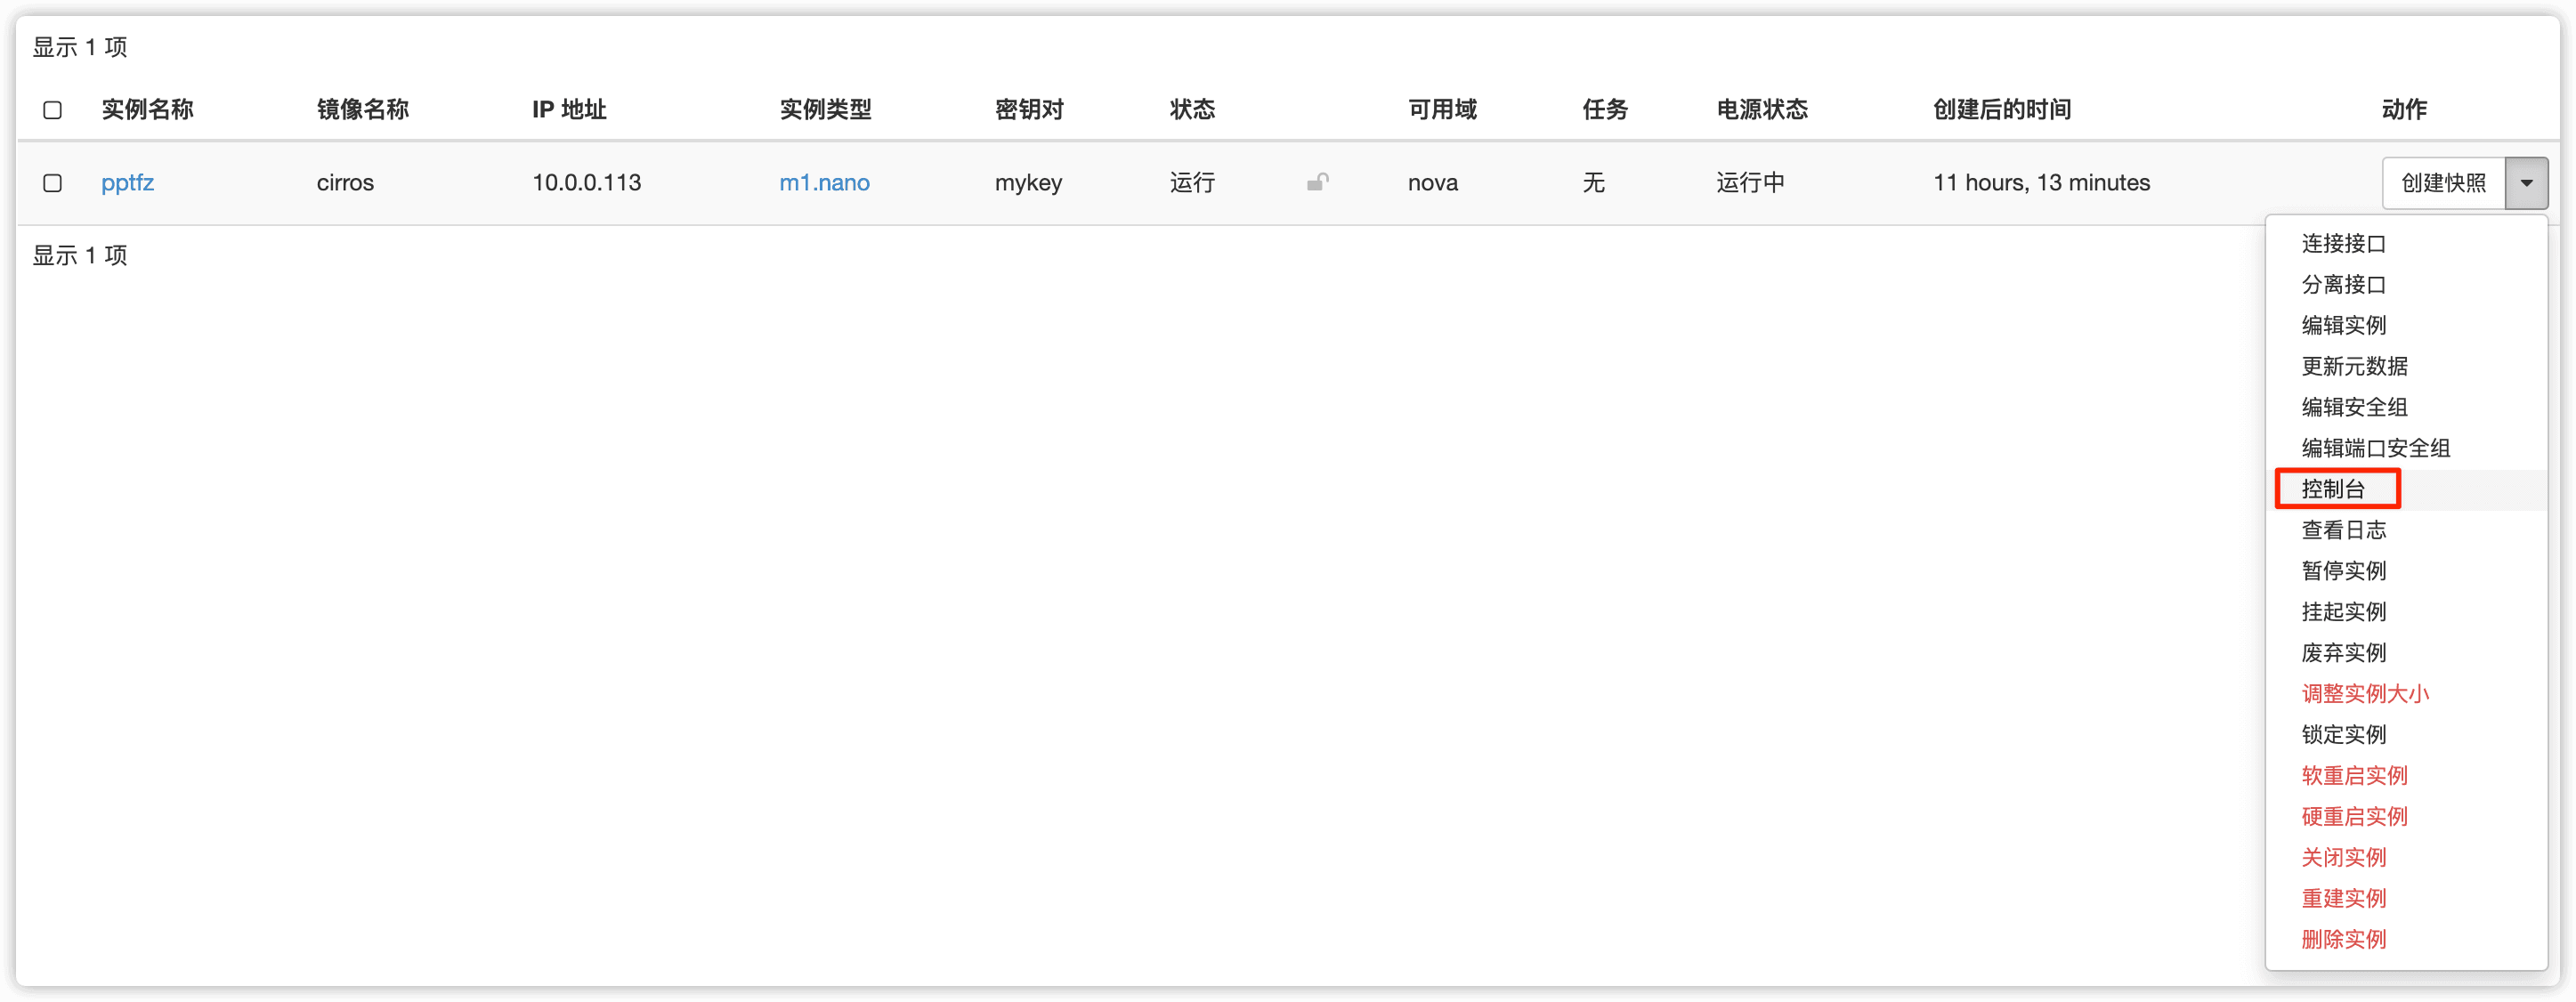 显示 1 项
实例名称 镜像名称 IP 地址 实例类型 密钥对 状态 可用域 任务 电源状态 创建后的时间 动作
pptfz cirros 10.0.0.113 m1.nano mykey 运行 nova 无 运行中 11 hours, 13 minutes 创建快照
显示 1 项
连接接口
分离接口
编辑实例
更新元数据
编辑安全组
编辑端口安全组
控制台
查看日志
暂停实例
挂起实例
废弃实例
调整实例大小
锁定实例
软重启实例
硬重启实例
关闭实例
重建实例
删除实例